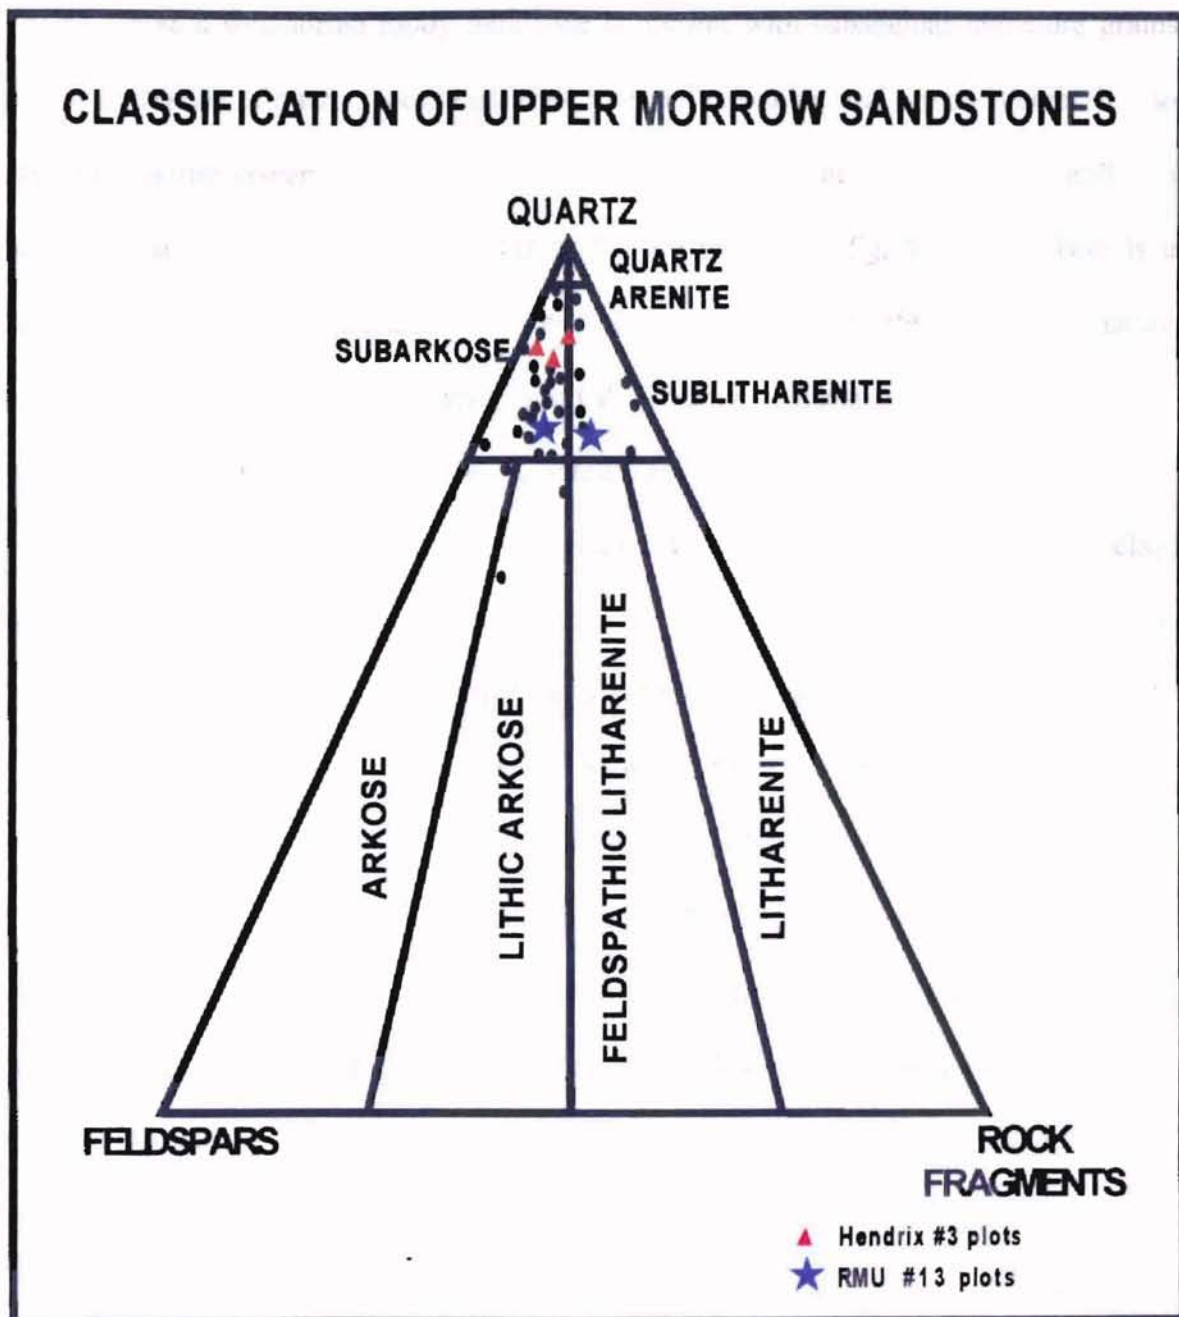 CLASSIFICATION OF UPPER MORROW SANDSTONES
QUARTZ
QUARTZ
ARENITE
SUBARKOSE
SUBLITHARENITE
ARKOSE
LITHIC ARKOSE
FELDSPATHIC LITHARENITE
LITHARENITE
FELDSPARS
ROCK
FRAGMENTS
Hendrix #3 plots
RMU #13 plots